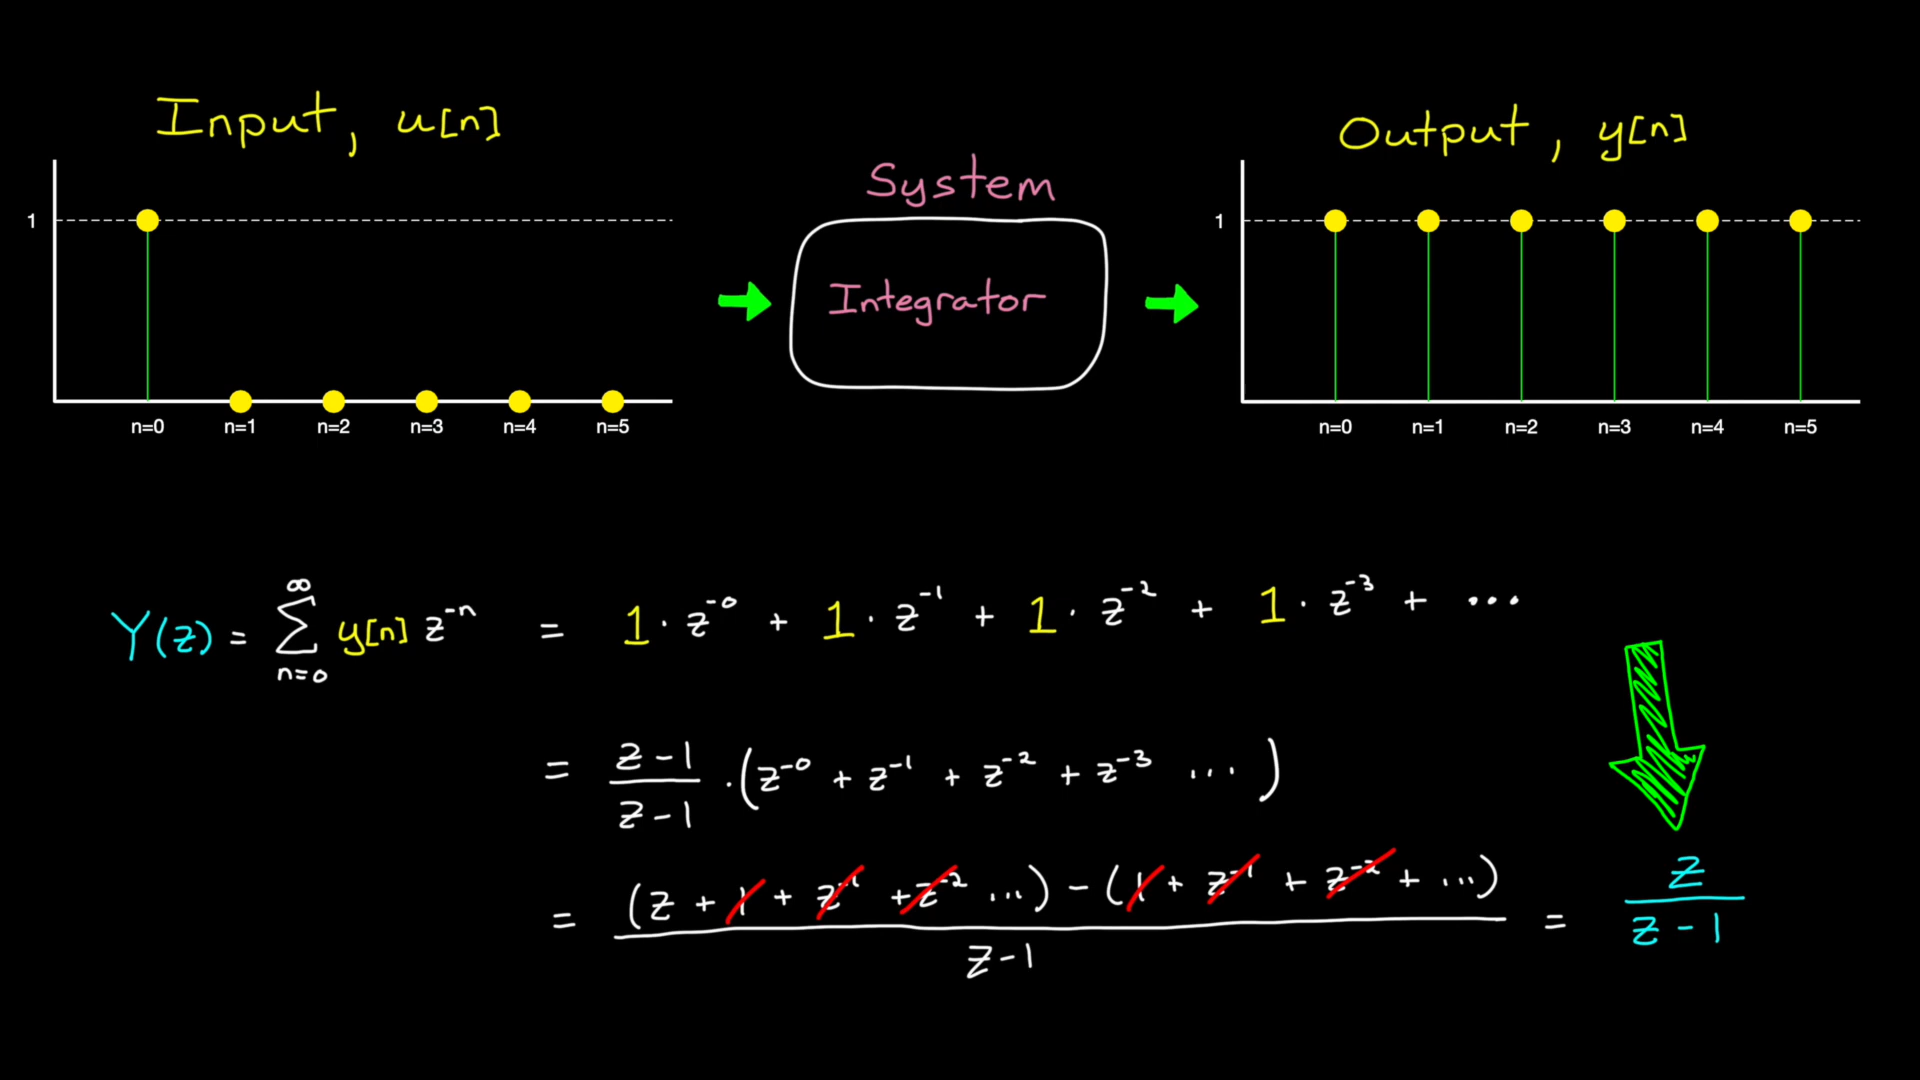 Input, u[n]
1
n=0 n=1 n=2 n=3 n=4 n=5
System
Integrator
Output, y[n]
1
n=0 n=1 n=2 n=3 n=4 n=5
Y(z) = ∑_{n=0}^{∞} y[n] z⁻ⁿ = 1 · z⁻⁰ + 1 · z⁻¹ + 1 · z⁻² + 1 · z⁻³ + ...
= (z-1)/(z-1) · (z⁻⁰ + z⁻¹ + z⁻² + z⁻³ ...)
= ((z + 1 + z⁻¹ + z⁻² ...) - (1 + z⁻¹ + z⁻² + ...))/(z-1) = z/(z-1)